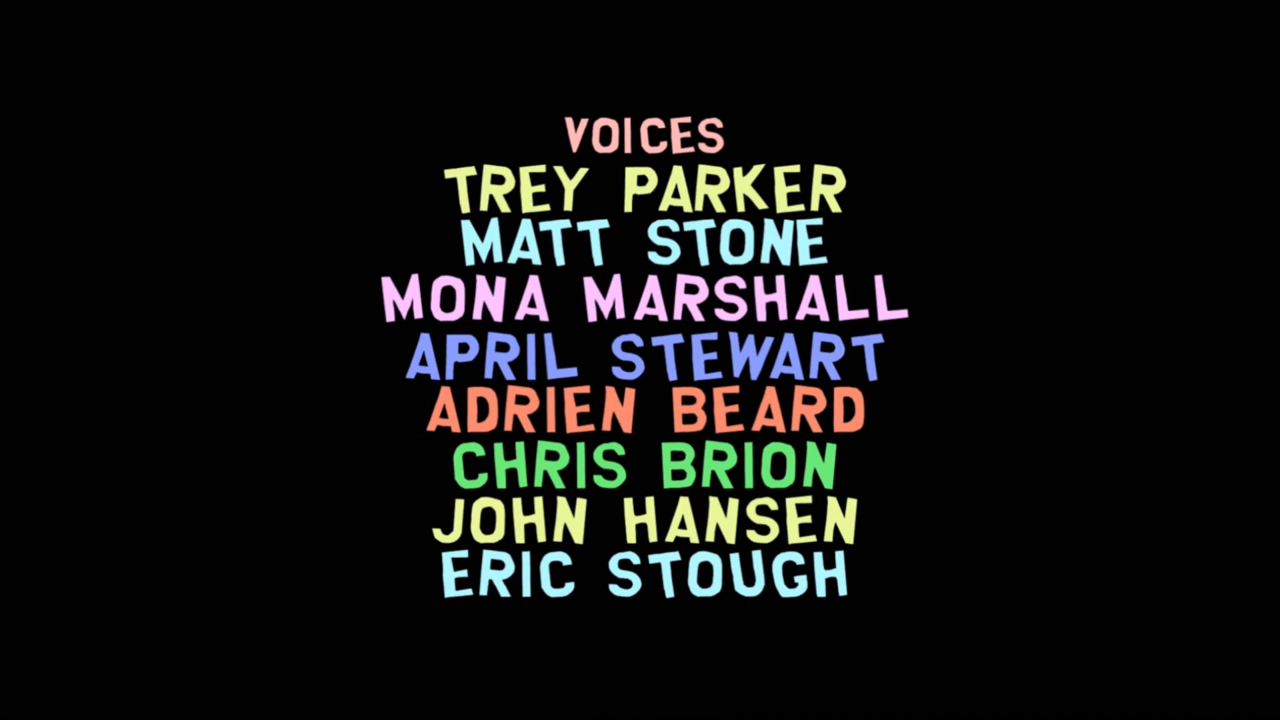 VOICES
TREY PARKER
MATT STONE
MONA MARSHALL
APRIL STEWART
ADRIEN BEARD
CHRIS BRION
JOHN HANSEN
ERIC STOUGH